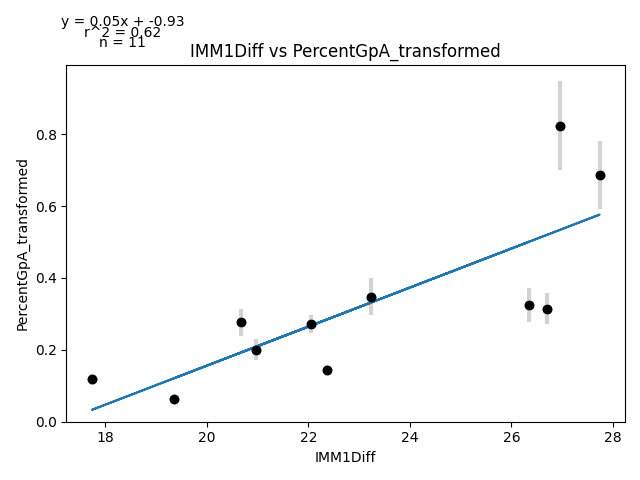 y = 0.05x + -0.93
r^2 = 0.62
n = 11
IMM1Diff vs PercentGpA_transformed
PercentGpA_transformed
0.8
0.6
0.4
0.2
0.0
18 20 22 24 26 28
IMM1Diff